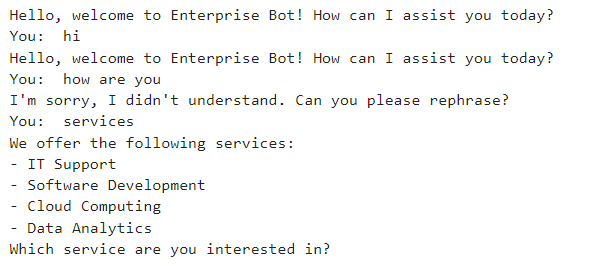 Hello, welcome to Enterprise Bot! How can I assist you today?
You:  hi
Hello, welcome to Enterprise Bot! How can I assist you today?
You:  how are you
I'm sorry, I didn't understand. Can you please rephrase?
You:  services
We offer the following services:
- IT Support
- Software Development
- Cloud Computing
- Data Analytics
Which service are you interested in?